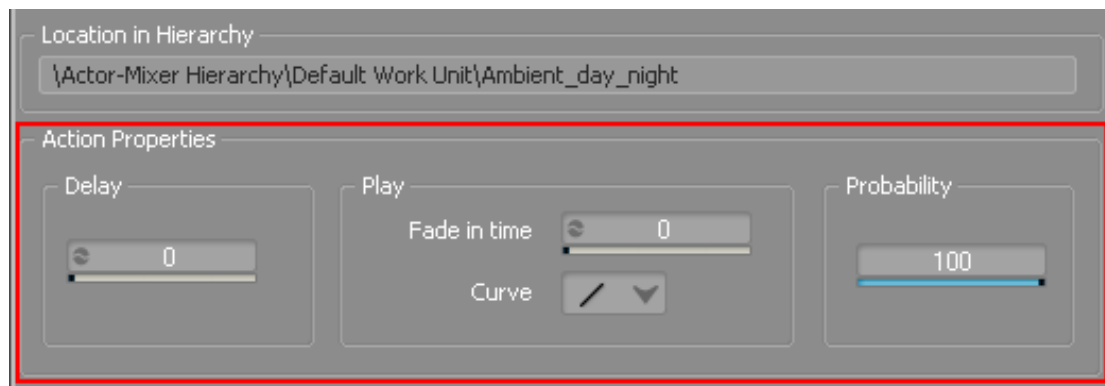 Location in Hierarchy
\Actor-Mixer Hierarchy\Default Work Unit\Ambient_day_night
Action Properties
Delay
0
Play
Fade in time 0
Curve
Probability
100